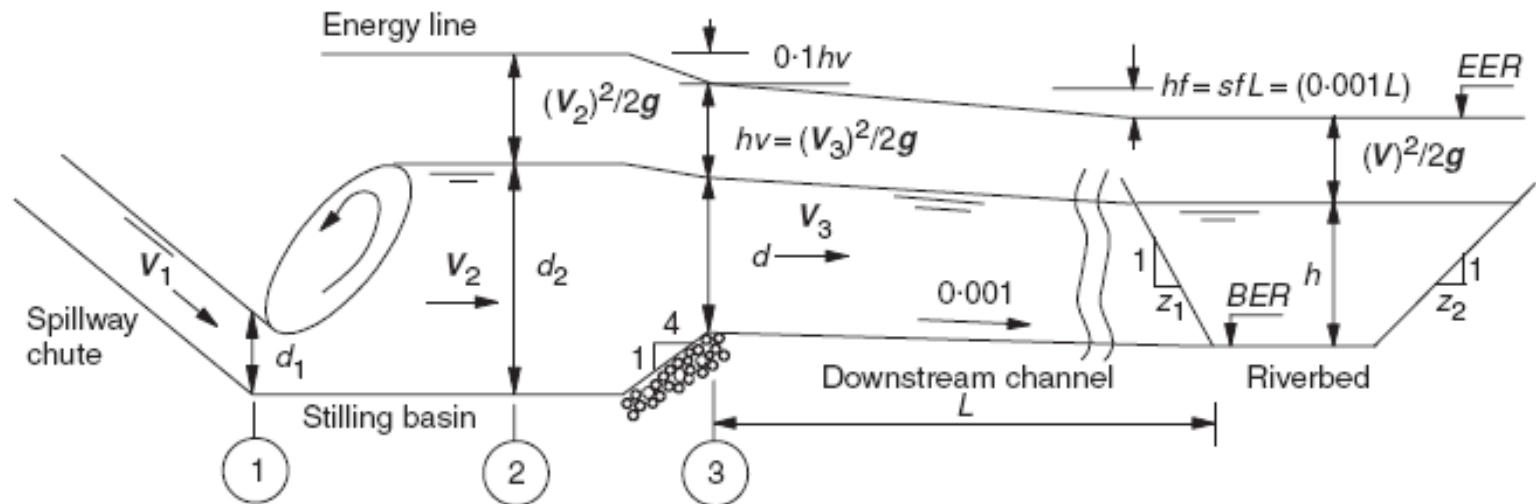 Energy line
0·1hv
(V₂)²/2g
hv = (V₃)²/2g
hf = sfL = (0·001L)
EER
(V)²/2g
V₁
V₂
d₂
V₃
d
0·001
1
z₁
BER
h
1
z₂
Spillway
chute
d₁
1
4
Stilling basin
Downstream channel
Riverbed
L
1
2
3